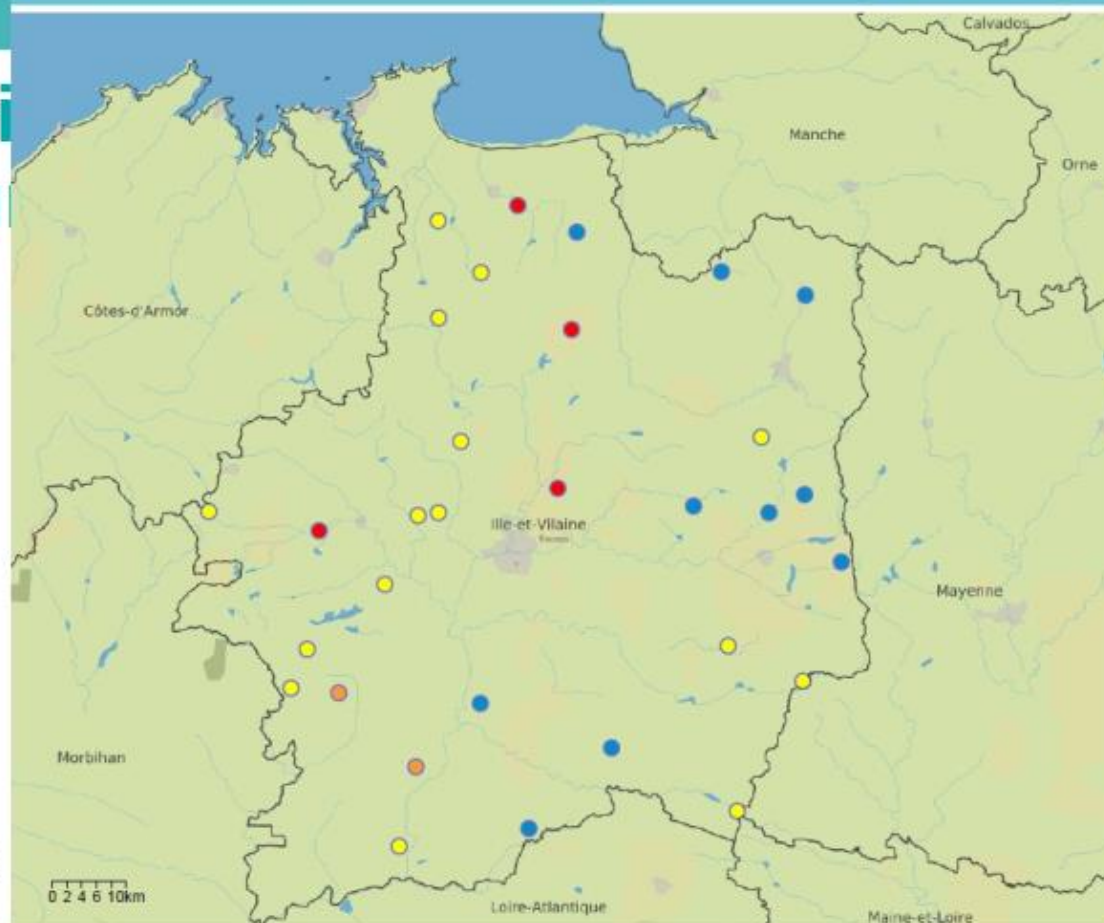 Calvados
Manche
Orne
Côtes-d'Armor
Ille-et-Vilaine
Rennes
Mayenne
Morbihan
0 2 4 6 10km
Loire-Atlantique
Maine-et-Loire